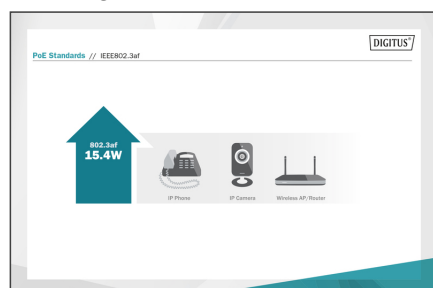 DIGITUS®
PoE Standards // IEEE802.3af
802.3af
15.4W
IP Phone
IP Camera
Wireless AP/Router